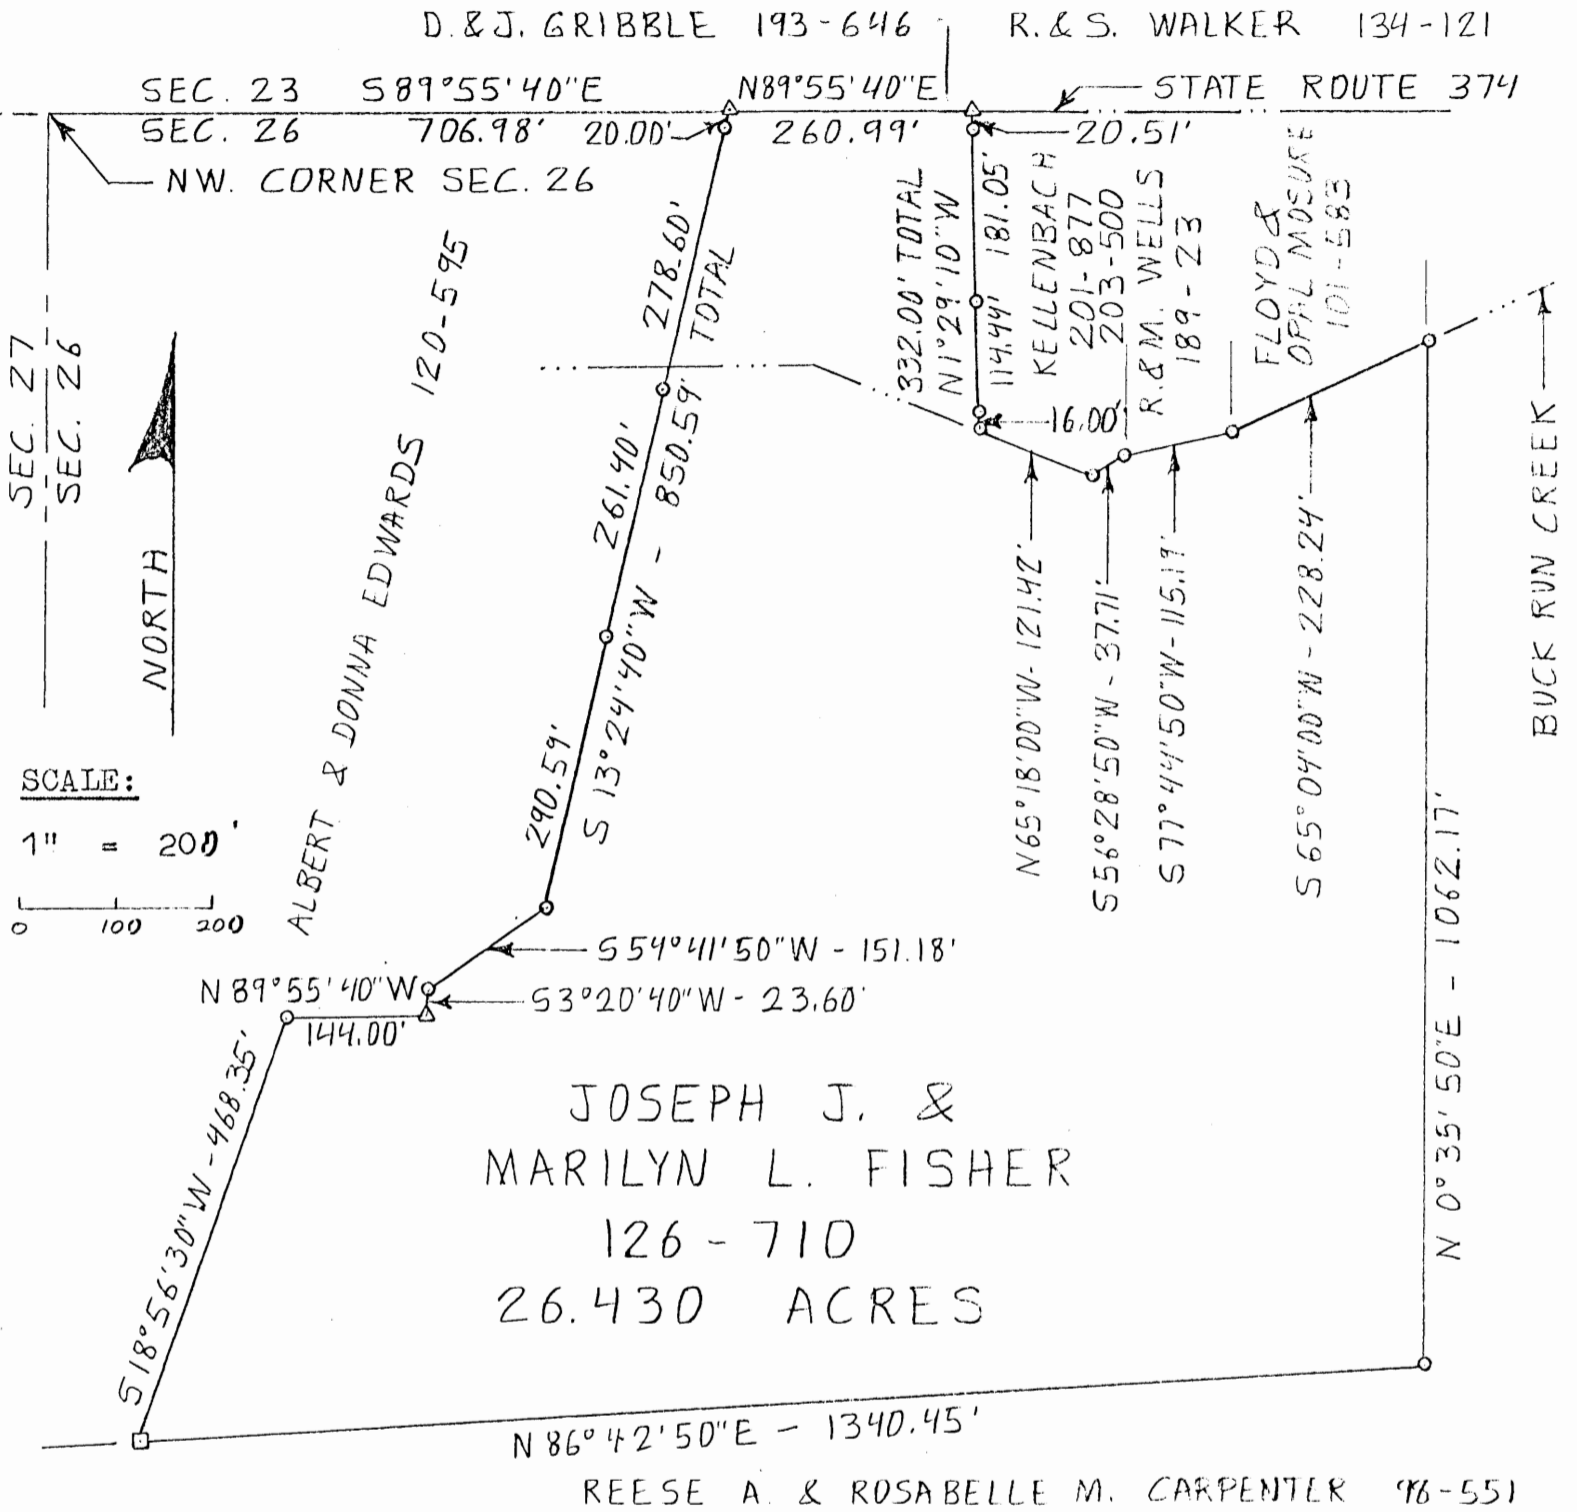 D. & J. GRIBBLE 193-646
R. & S. WALKER 134-121
SEC. 23 S89°55'40"E
N89°55'40"E
STATE ROUTE 374
SEC. 26 706.98'
20.00'
260.99'
20.51'
NW. CORNER SEC. 26
278.60'
TOTAL
332.00' TOTAL
N1°29'10"W
181.05'
114.44'
KELLENBACH
201-877
203-500
R. & M. WELLS
189-23
FLOYD &
OPAL MOSURE
101-583
16.00'
SEC. 27
SEC. 26
NORTH
ALBERT & DONNA EDWARDS 120-595
261.40'
S 13°24'40"W - 850.59'
290.59'
N65°18'00"W-121.42'
S56°28'50"W-37.71'
S77°44'50"W-115.19'
S65°04'00"W-228.24'
BUCK RUN CREEK
SCALE:
1" = 200'
0 100 200
S54°41'50"W - 151.18'
N 89°55'40"W
S3°20'40"W - 23.60'
144.00'
S18°56'30"W-468.35'
N 0°35'50"E - 1062.17'
JOSEPH J. &
MARILYN L. FISHER
126-710
26.430 ACRES
N 86°42'50"E - 1340.45'
REESE A. & ROSABELLE M. CARPENTER